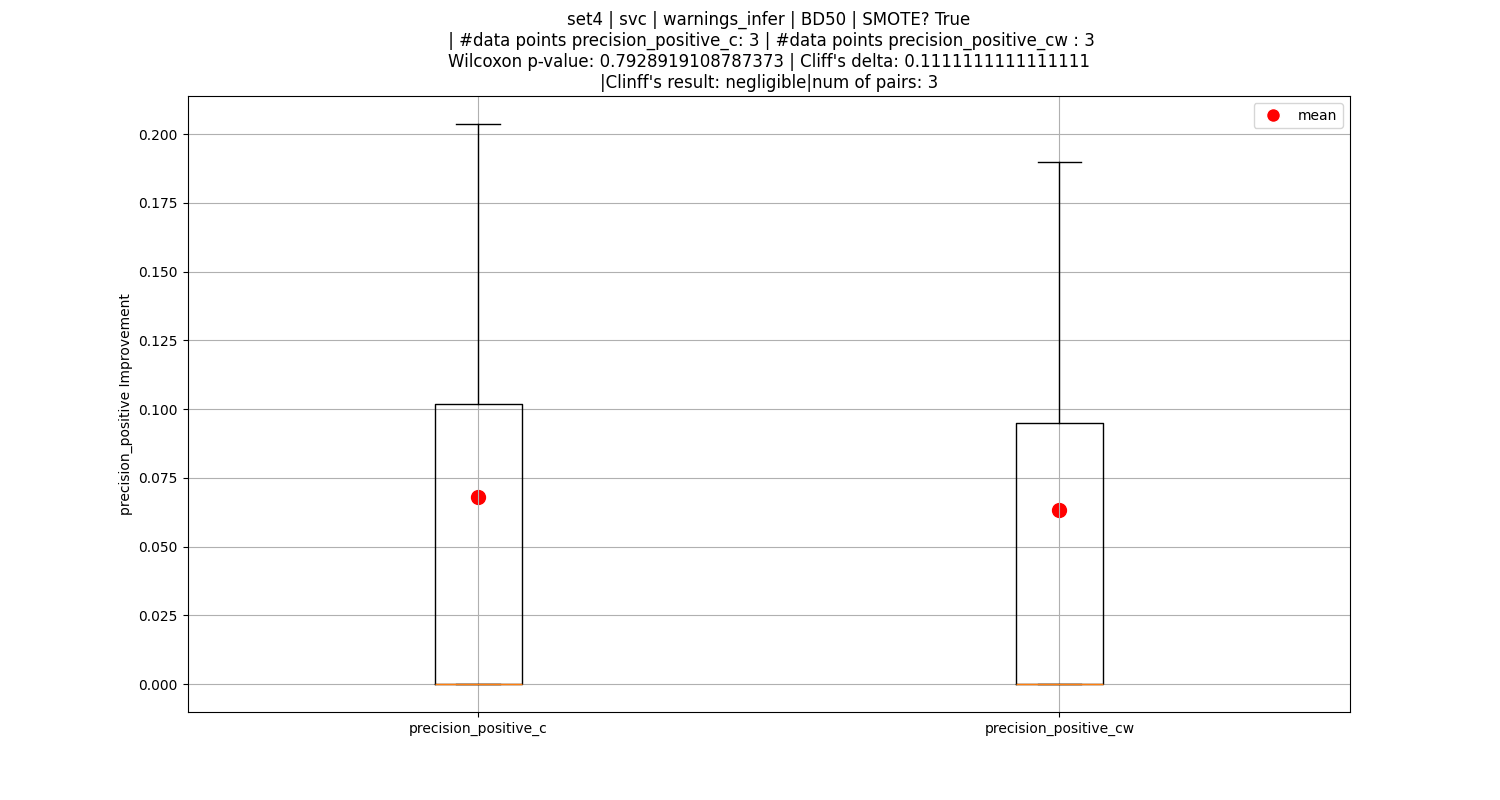 set4 | svc | warnings_infer | BD50 | SMOTE? True
| #data points precision_positive_c: 3 | #data points precision_positive_cw : 3
Wilcoxon p-value: 0.7928919108787373 | Cliff's delta: 0.1111111111111111
|Clinff's result: negligible|num of pairs: 3
mean
0.200
0.175
0.150
0.125
0.100
0.075
0.050
0.025
0.000
precision_positive Improvement
precision_positive_c
precision_positive_cw